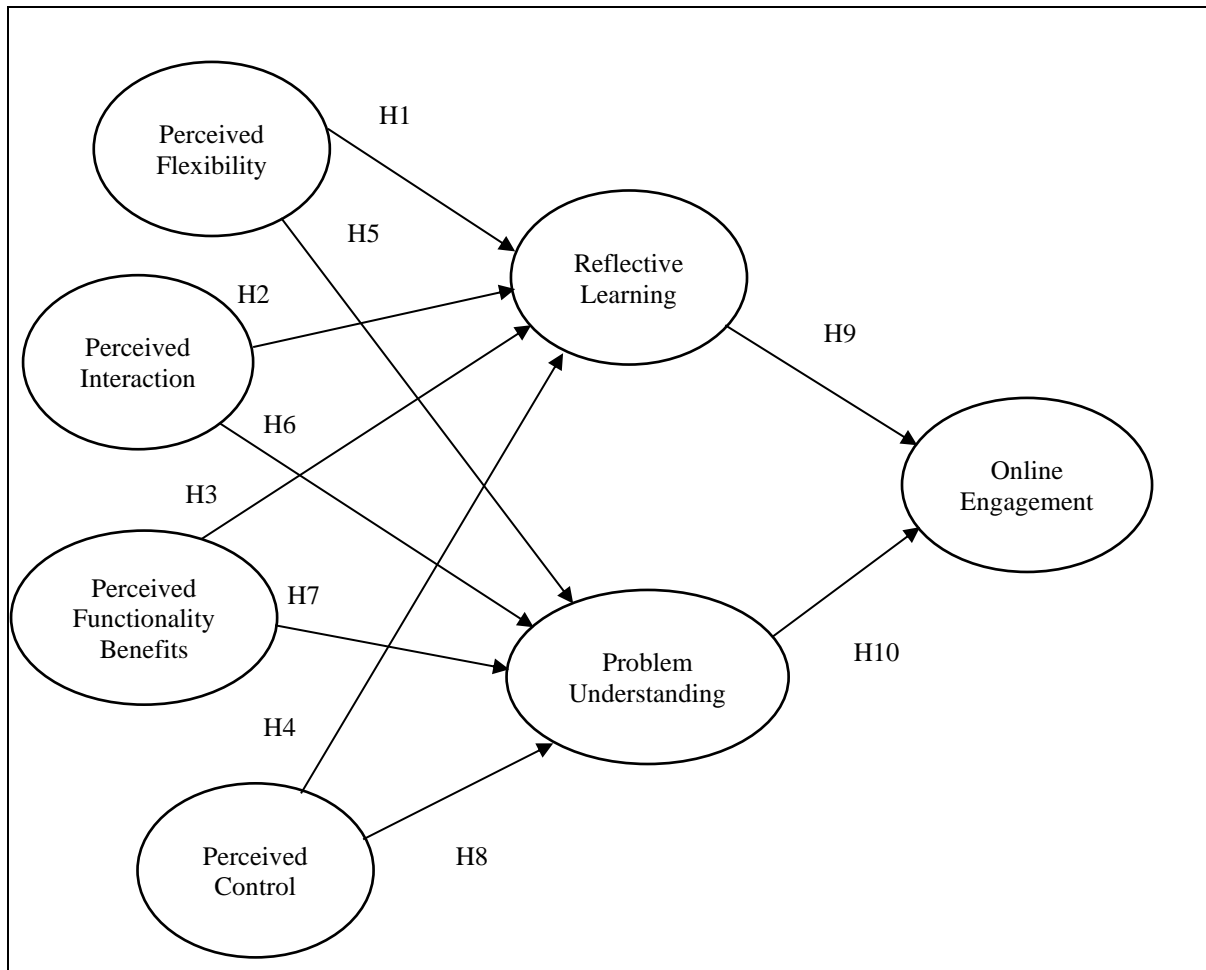 H1
Perceived
Flexibility
H5
Reflective
Learning
H2
H9
Perceived
Interaction
H6
Online
Engagement
H3
Perceived
Functionality
Benefits
H7
Problem
Understanding
H10
H4
Perceived
Control
H8